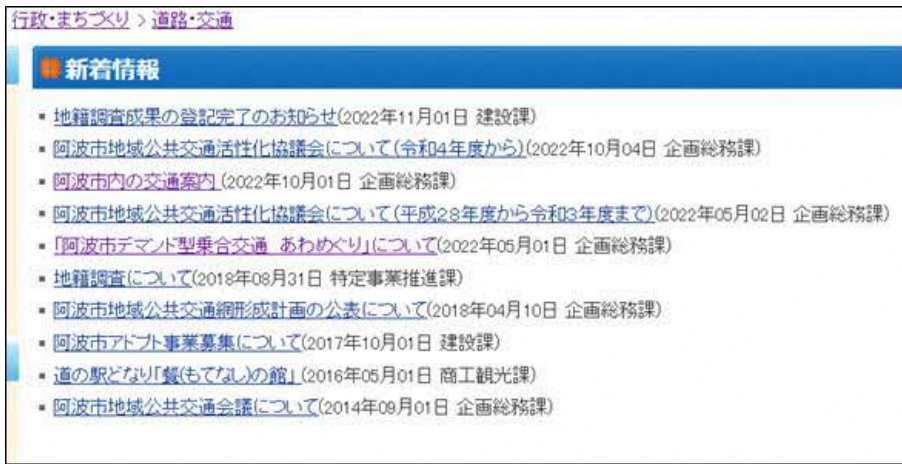 行政・まちづくり > 道路・交通
新着情報
▪ 地籍調査成果の登記完了のお知らせ(2022年11月01日 建設課)
▪ 阿波市地域公共交通活性化協議会について(令和4年度から)(2022年10月04日 企画総務課)
▪ 阿波市内の交通案内 (2022年10月01日 企画総務課)
▪ 阿波市地域公共交通活性化協議会について(平成28年度から令和3年度まで)(2022年05月02日 企画総務課)
▪ 「阿波市デマンド型乗合交通 あわめぐり」について(2022年05月01日 企画総務課)
▪ 地籍調査について(2018年08月31日 特定事業推進課)
▪ 阿波市地域公共交通網形成計画の公表について(2018年04月10日 企画総務課)
▪ 阿波市アドプト事業募集について(2017年10月01日 建設課)
▪ 道の駅どなり「饗(もてなし)の館」(2016年05月01日 商工観光課)
▪ 阿波市地域公共交通会議について(2014年09月01日 企画総務課)